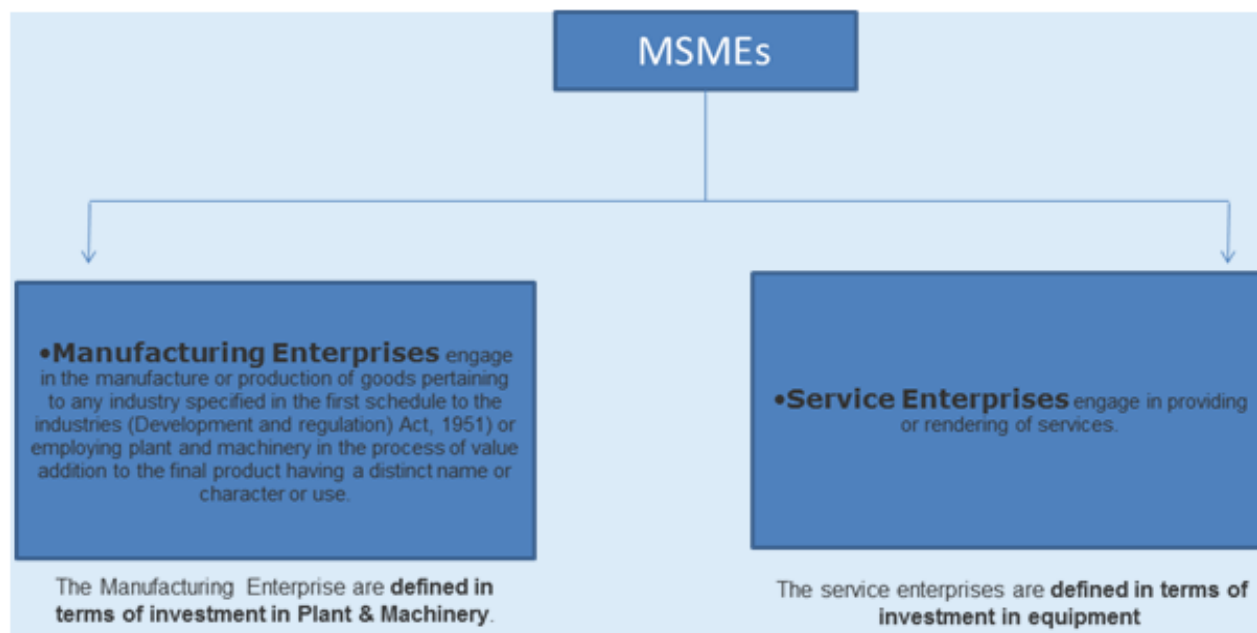 MSMEs
•Manufacturing Enterprises engage
in the manufacture or production of goods pertaining
to any industry specified in the first schedule to the
industries (Development and regulation) Act, 1951) or
employing plant and machinery in the process of value
addition to the final product having a distinct name or
character or use.
•Service Enterprises engage in providing
or rendering of services.
The Manufacturing Enterprise are defined in
terms of investment in Plant & Machinery.
The service enterprises are defined in terms of
investment in equipment